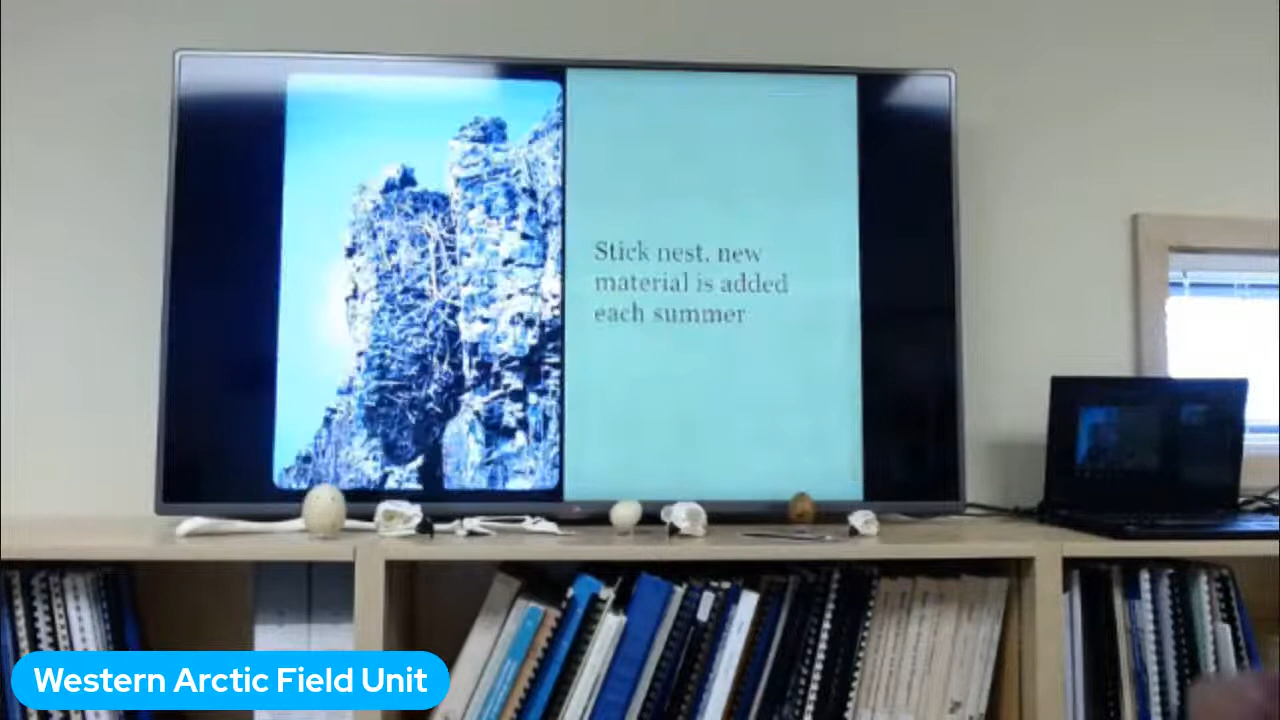 Stick nest, new
material is added
each summer
Western Arctic Field Unit